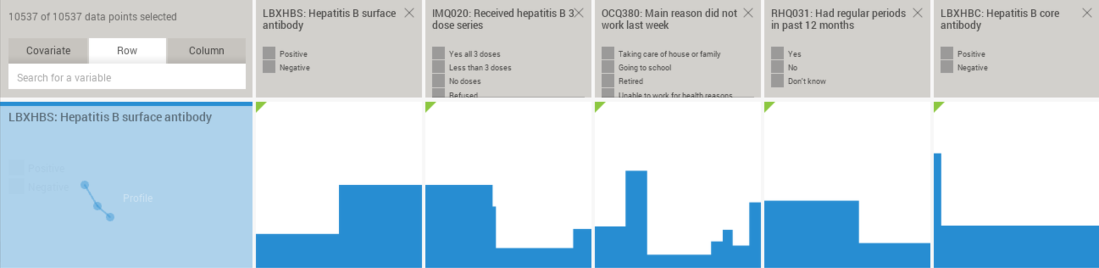 10537 of 10537 data points selected
Covariate
Row
Column
Search for a variable
LBXHBS: Hepatitis B surface
antibody
Positive
Negative
IMQ020: Received hepatitis B 3
dose series
Yes all 3 doses
Less than 3 doses
No doses
Refused
OCQ380: Main reason did not
work last week
Taking care of house or family
Going to school
Retired
Unable to work for health reasons
RHQ031: Had regular periods
in past 12 months
Yes
No
Don't know
LBXHBC: Hepatitis B core
antibody
Positive
Negative
LBXHBS: Hepatitis B surface antibody
Positive
Negative
Profile